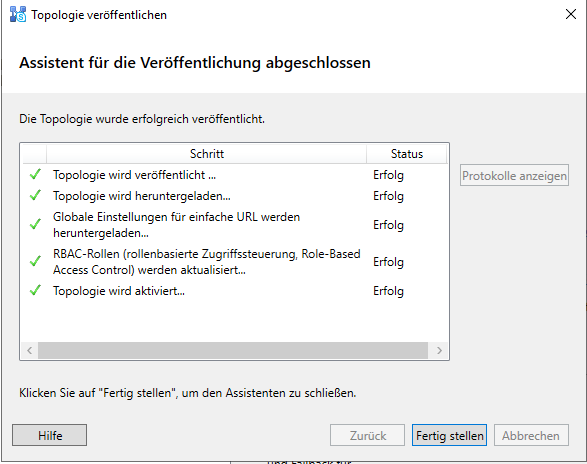 Topologie veröffentlichen
Assistent für die Veröffentlichung abgeschlossen
Die Topologie wurde erfolgreich veröffentlicht.
Schritt Status
Topologie wird veröffentlicht ... Erfolg
Protokolle anzeigen
Topologie wird heruntergeladen... Erfolg
Globale Einstellungen für einfache URL werden
heruntergeladen... Erfolg
RBAC-Rollen (rollenbasierte Zugriffssteuerung, Role-Based
Access Control) werden aktualisiert... Erfolg
Topologie wird aktiviert... Erfolg
Klicken Sie auf "Fertig stellen", um den Assistenten zu schließen.
Hilfe Zurück Fertig stellen Abbrechen